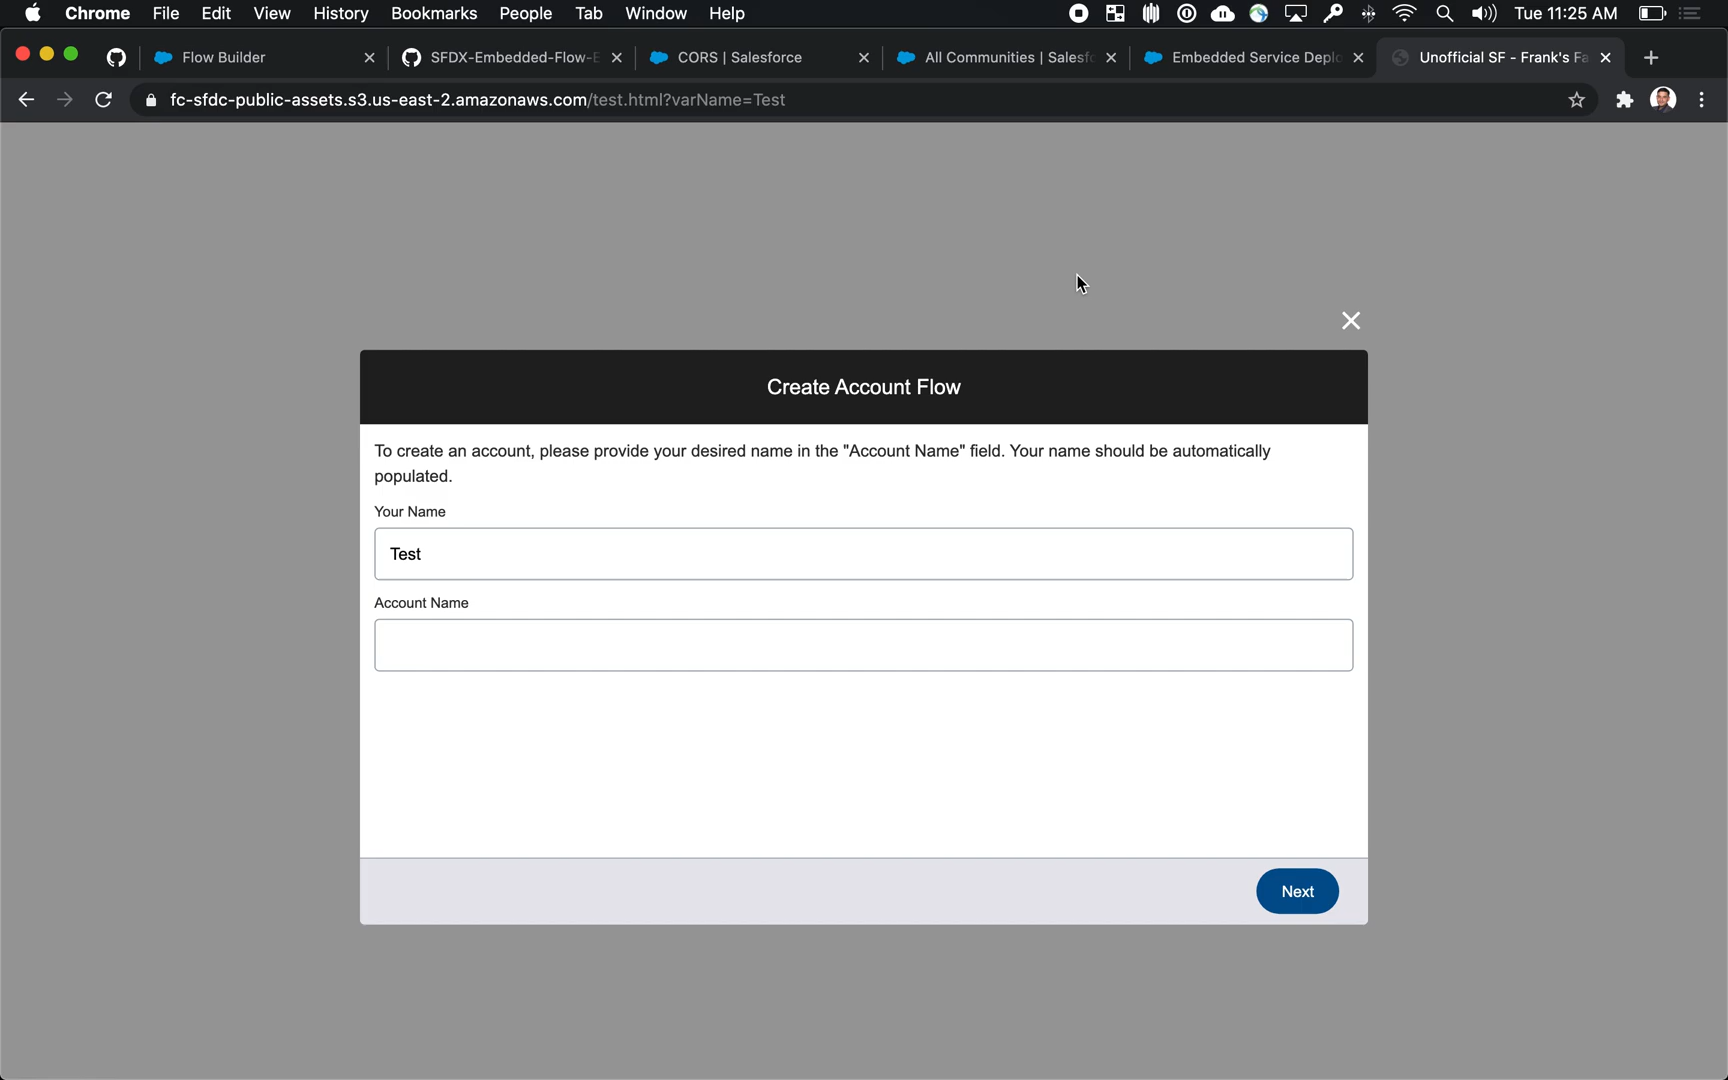 Chrome File Edit View History Bookmarks People Tab Window Help Tue 11:25 AM
Flow Builder SFDX-Embedded-Flow-E CORS | Salesforce All Communities | Salesfo Embedded Service Deplo Unofficial SF - Frank's Fa
fc-sfdc-public-assets.s3.us-east-2.amazonaws.com/test.html?varName=Test
Create Account Flow
To create an account, please provide your desired name in the "Account Name" field. Your name should be automatically
populated.
Your Name
Test
Account Name
Next